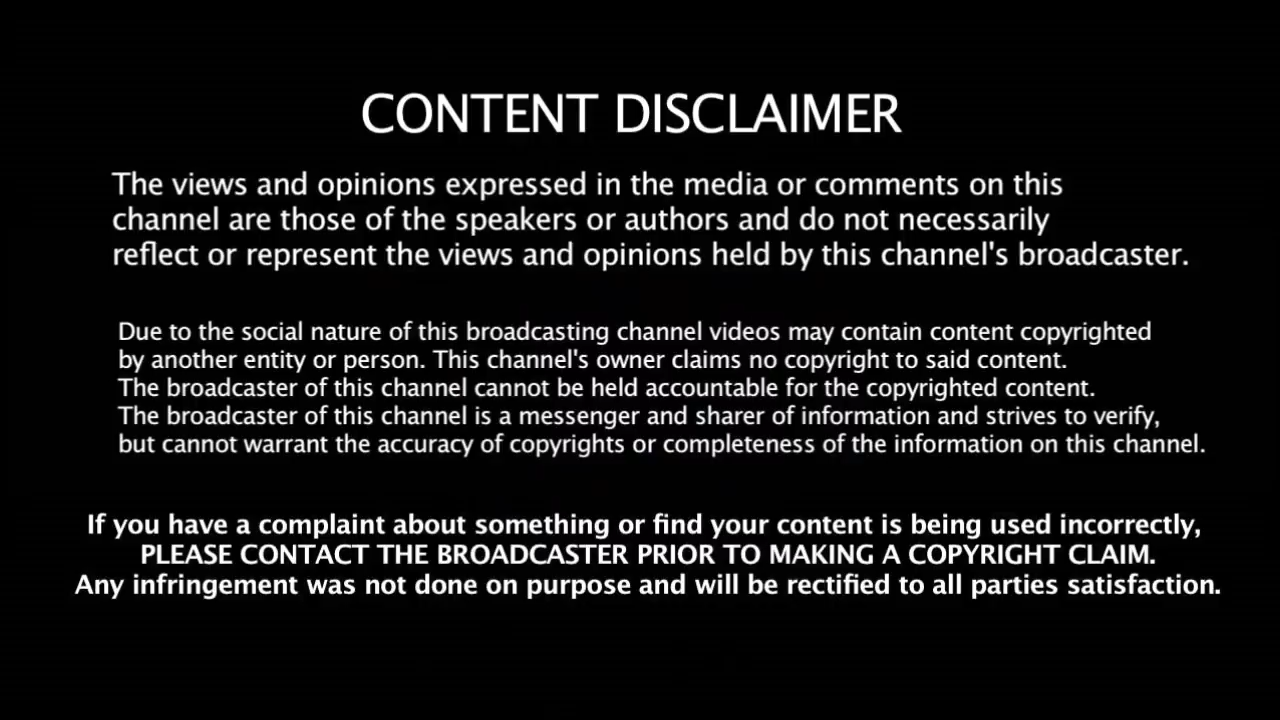 CONTENT DISCLAIMER
The views and opinions expressed in the media or comments on this
channel are those of the speakers or authors and do not necessarily
reflect or represent the views and opinions held by this channel's broadcaster.
Due to the social nature of this broadcasting channel videos may contain content copyrighted
by another entity or person. This channel's owner claims no copyright to said content.
The broadcaster of this channel cannot be held accountable for the copyrighted content.
The broadcaster of this channel is a messenger and sharer of information and strives to verify,
but cannot warrant the accuracy of copyrights or completeness of the information on this channel.
If you have a complaint about something or find your content is being used incorrectly,
PLEASE CONTACT THE BROADCASTER PRIOR TO MAKING A COPYRIGHT CLAIM.
Any infringement was not done on purpose and will be rectified to all parties satisfaction.